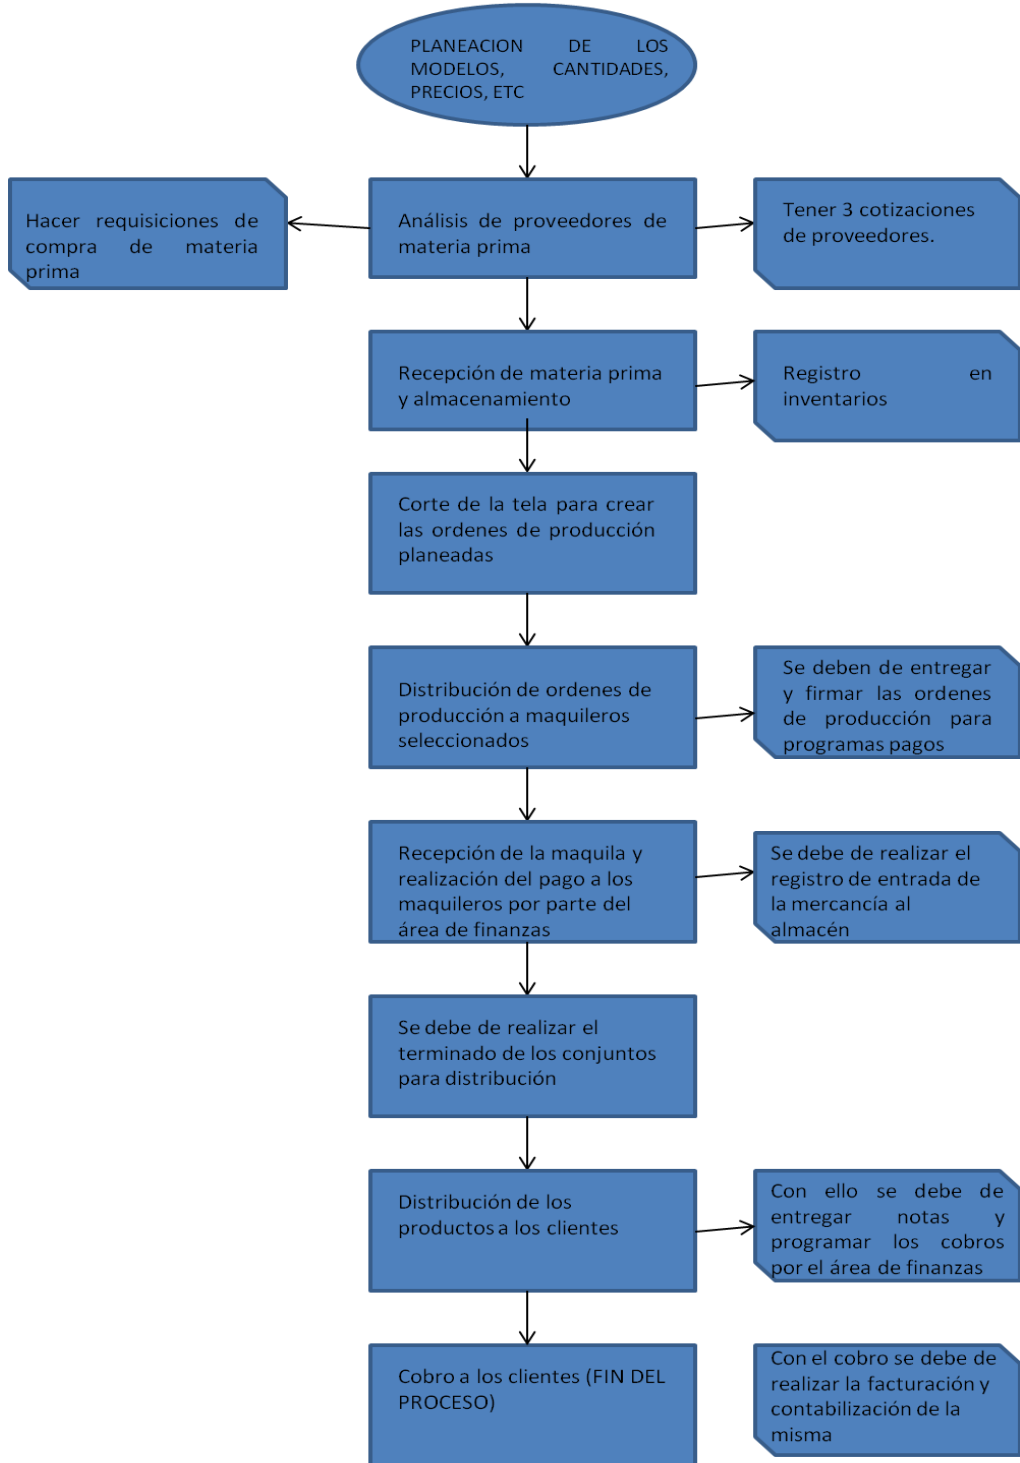 PLANEACION DE LOS
MODELOS, CANTIDADES,
PRECIOS, ETC
Hacer requisiciones de
compra de materia
prima
Análisis de proveedores de
materia prima
Tener 3 cotizaciones
de proveedores.
Recepción de materia prima
y almacenamiento
Registro en
inventarios
Corte de la tela para crear
las ordenes de producción
planeadas
Distribución de ordenes de
producción a maquileros
seleccionados
Se deben de entregar
y firmar las ordenes
de producción para
programas pagos
Recepción de la maquila y
realización del pago a los
maquileros por parte del
área de finanzas
Se debe de realizar el
registro de entrada de
la mercancía al
almacén
Se debe de realizar el
terminado de los conjuntos
para distribución
Distribución de los
productos a los clientes
Con ello se debe de
entregar notas y
programar los cobros
por el área de finanzas
Cobro a los clientes (FIN DEL
PROCESO)
Con el cobro se debe de
realizar la facturación y
contabilización de la
misma